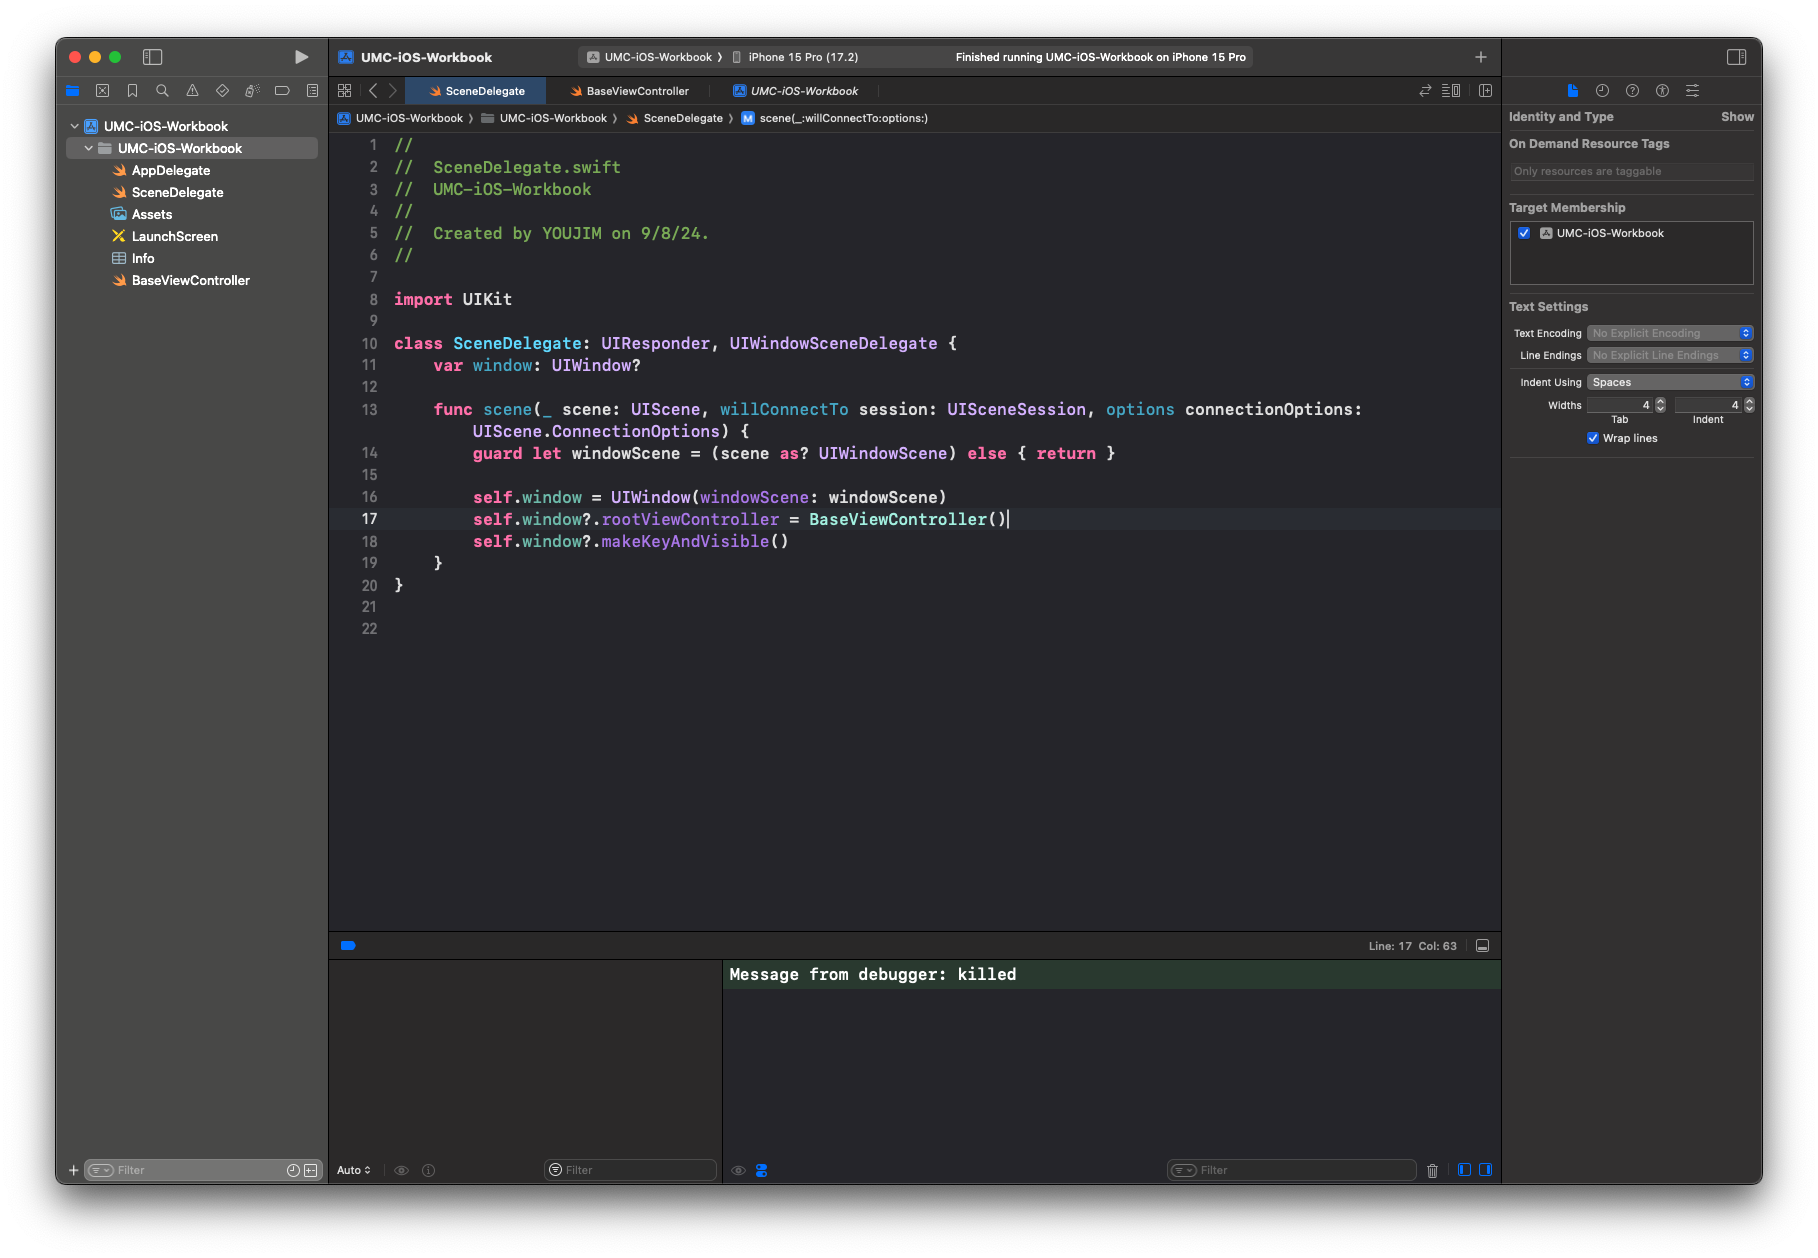 UMC-iOS-Workbook
UMC-iOS-Workbook 〉 iPhone 15 Pro (17.2)
Finished running UMC-iOS-Workbook on iPhone 15 Pro
SceneDelegate
BaseViewController
UMC-iOS-Workbook
UMC-iOS-Workbook 〉 UMC-iOS-Workbook 〉 SceneDelegate 〉 M scene(_:willConnectTo:options:)
UMC-iOS-Workbook
UMC-iOS-Workbook
AppDelegate
SceneDelegate
Assets
LaunchScreen
Info
BaseViewController
Filter
1 //
2 //  SceneDelegate.swift
3 //  UMC-iOS-Workbook
4 //
5 //  Created by YOUJIM on 9/8/24.
6 //
7
8 import UIKit
9
10 class SceneDelegate: UIResponder, UIWindowSceneDelegate {
11     var window: UIWindow?
12
13     func scene(_ scene: UIScene, willConnectTo session: UISceneSession, options connectionOptions:
UIScene.ConnectionOptions) {
14         guard let windowScene = (scene as? UIWindowScene) else { return }
15
16         self.window = UIWindow(windowScene: windowScene)
17         self.window?.rootViewController = BaseViewController()
18         self.window?.makeKeyAndVisible()
19     }
20 }
21
22
Line: 17 Col: 63
Message from debugger: killed
Auto
Filter
Filter
Identity and Type
Show
On Demand Resource Tags
Only resources are taggable
Target Membership
UMC-iOS-Workbook
Text Settings
Text Encoding No Explicit Encoding
Line Endings No Explicit Line Endings
Indent Using Spaces
Widths 4 4
Tab Indent
Wrap lines